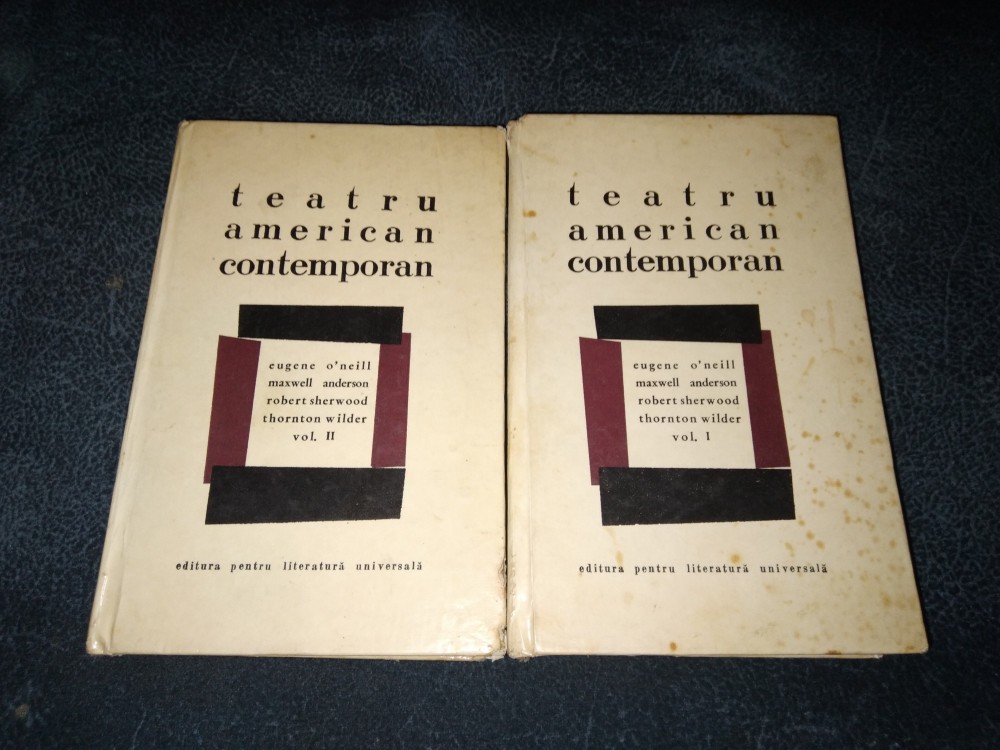 teatru
american
contemporan
eugene o'neill
maxwell anderson
robert sherwood
thornton wilder
vol. II
editura pentru literatură universală
teatru
american
contemporan
eugene o'neill
maxwell anderson
robert sherwood
thornton wilder
vol. I
editura pentru literatură universală